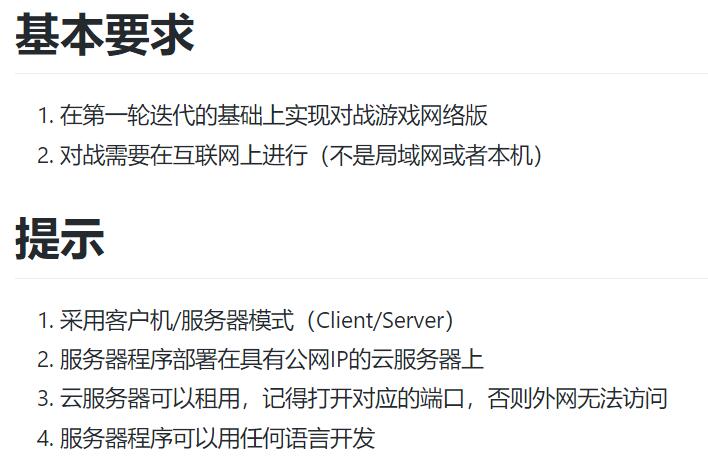 基本要求
1. 在第一轮迭代的基础上实现对战游戏网络版
2. 对战需要在互联网上进行（不是局域网或者本机）
提示
1. 采用客户机/服务器模式（Client/Server）
2. 服务器程序部署在具有公网IP的云服务器上
3. 云服务器可以租用，记得打开对应的端口，否则外网无法访问
4. 服务器程序可以用任何语言开发